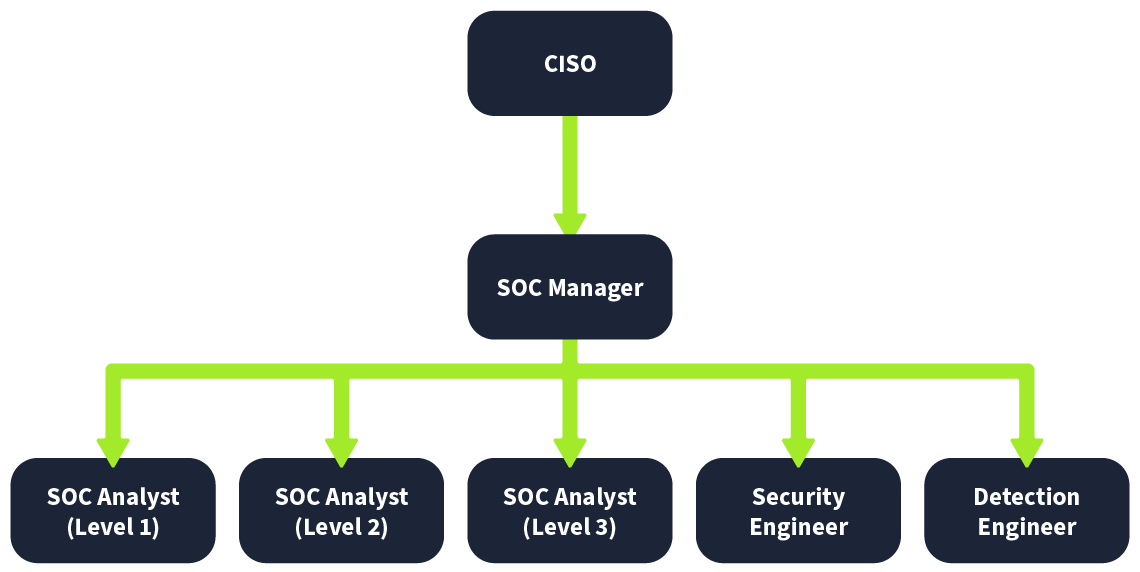 CISO
SOC Manager
SOC Analyst
(Level 1)
SOC Analyst
(Level 2)
SOC Analyst
(Level 3)
Security
Engineer
Detection
Engineer